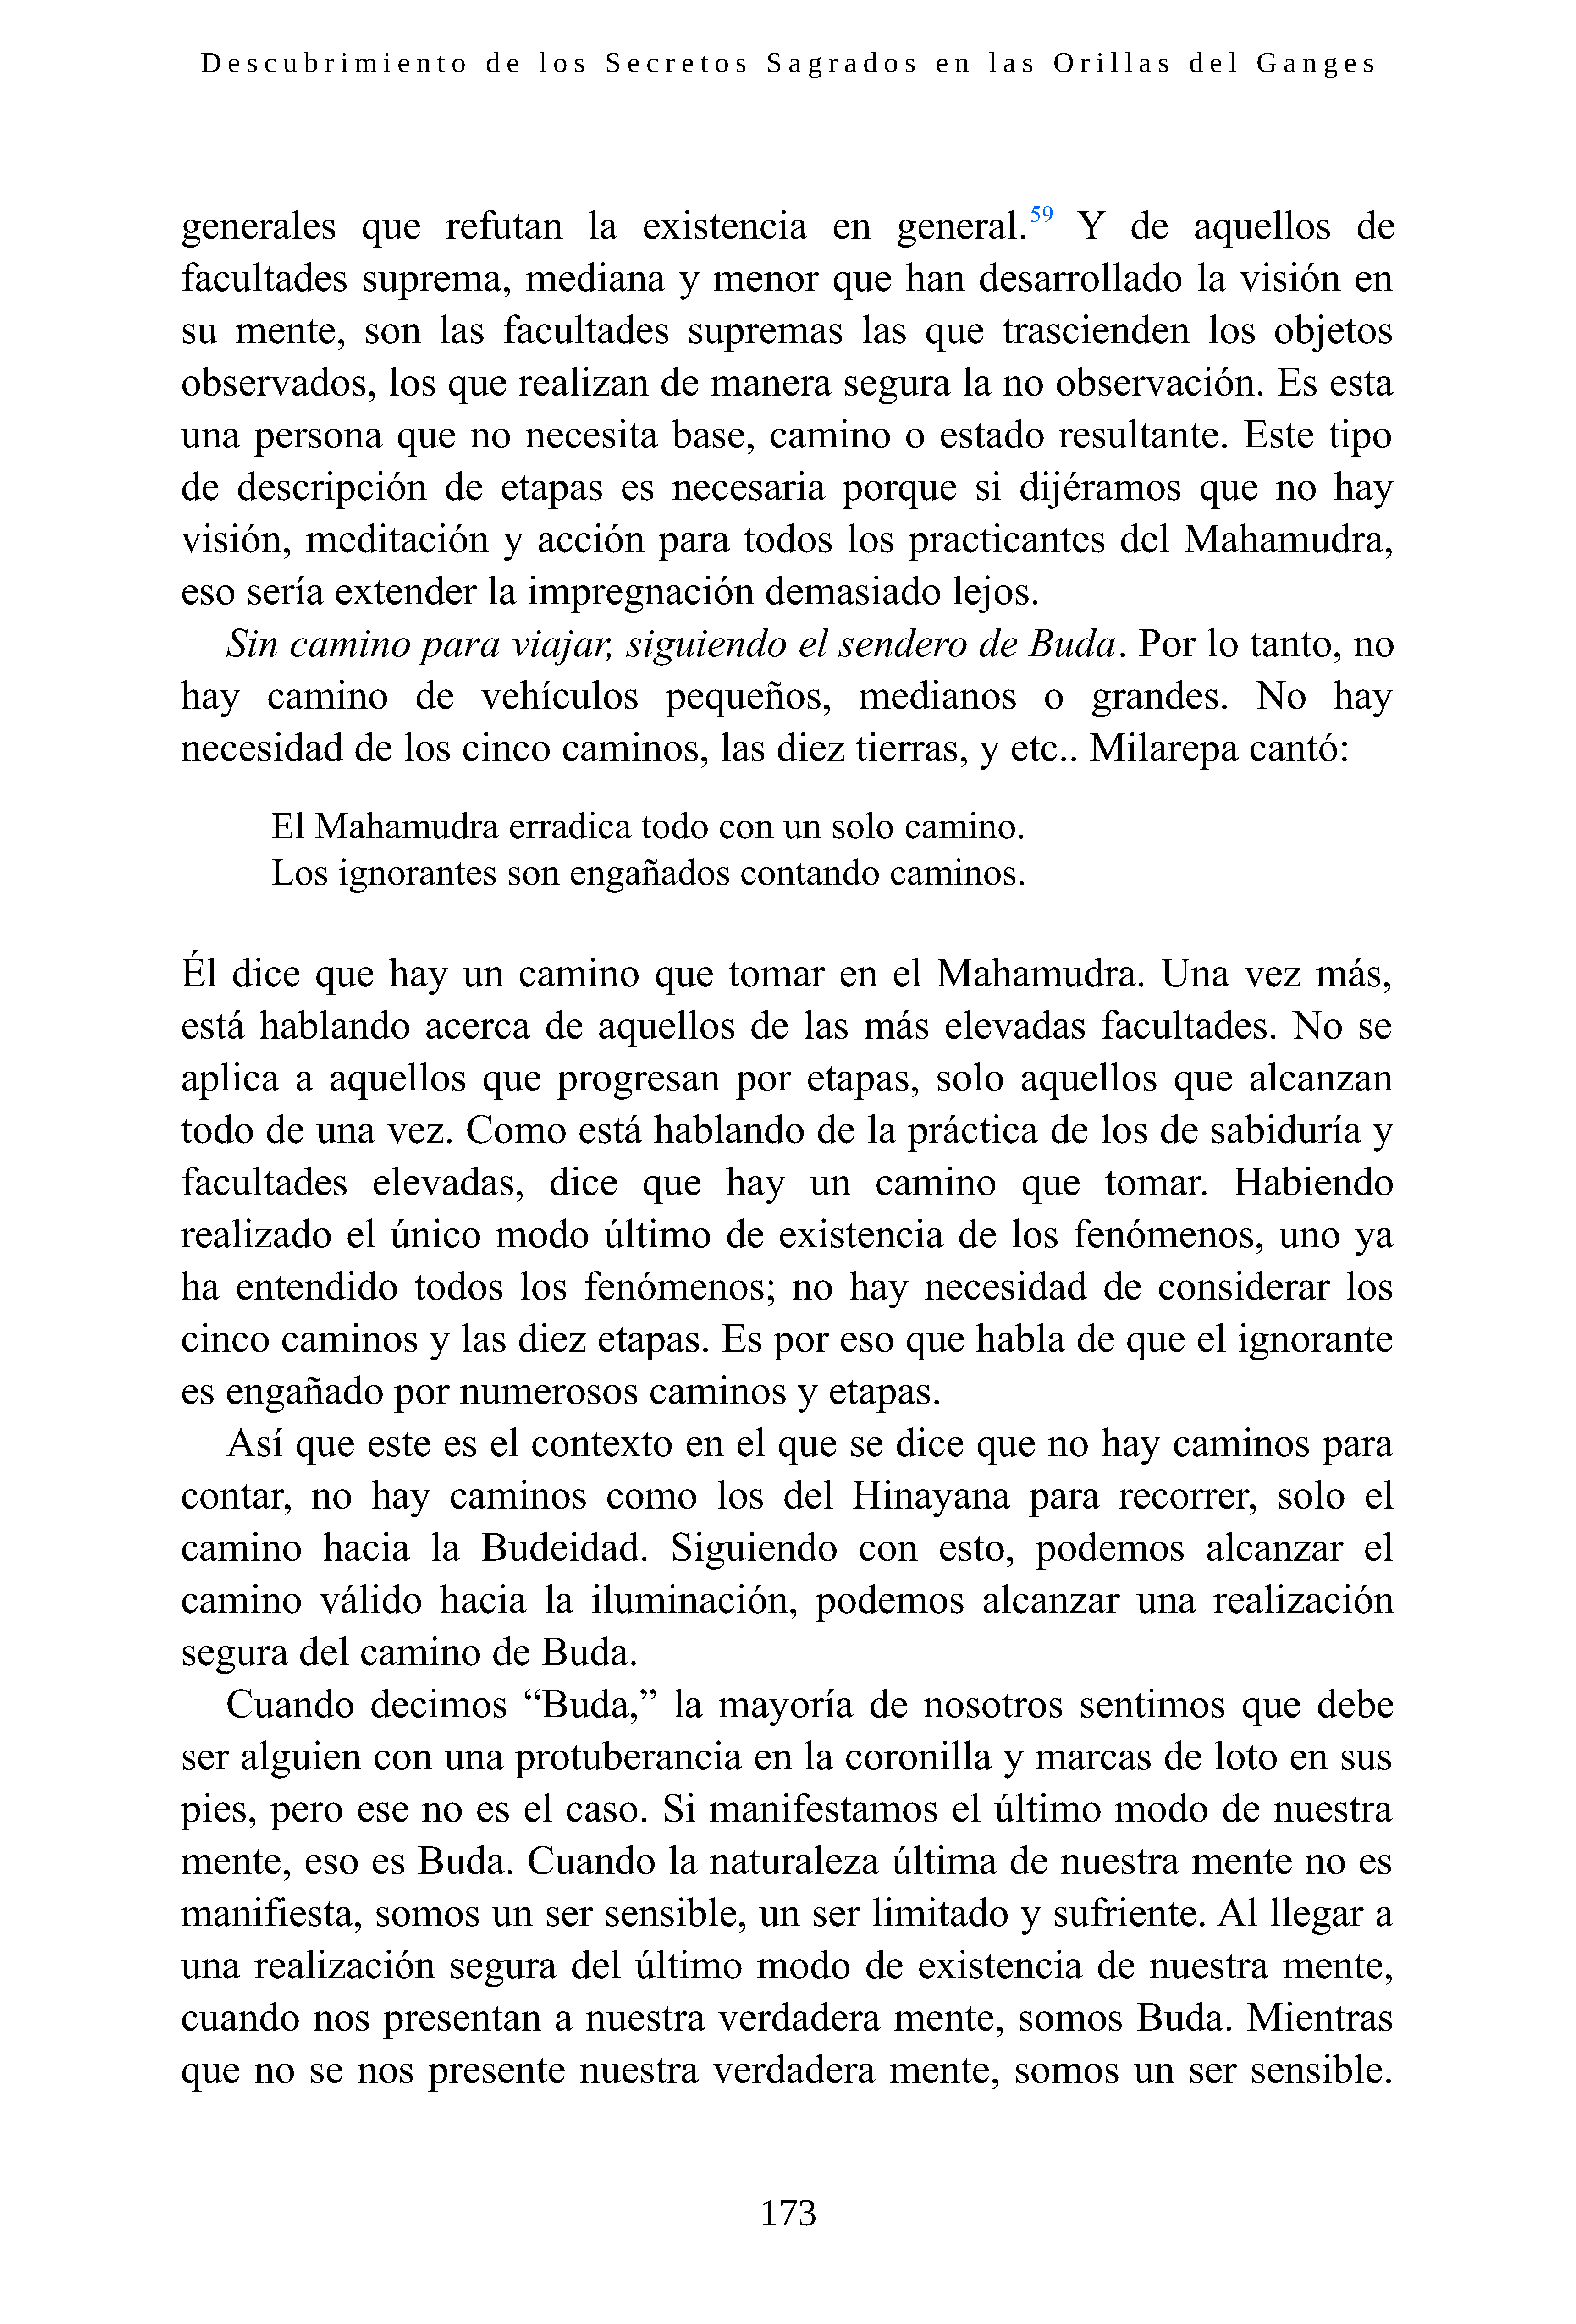 Descubrimiento de los Secretos Sagrados en las Orillas del Ganges
generales que refutan la existencia en general.59 Y de aquellos de
facultades suprema, mediana y menor que han desarrollado la visión en
su mente, son las facultades supremas las que trascienden los objetos
observados, los que realizan de manera segura la no observación. Es esta
una persona que no necesita base, camino o estado resultante. Este tipo
de descripción de etapas es necesaria porque si dijéramos que no hay
visión, meditación y acción para todos los practicantes del Mahamudra,
eso sería extender la impregnación demasiado lejos.
Sin camino para viajar, siguiendo el sendero de Buda. Por lo tanto, no
hay camino de vehículos pequeños, medianos o grandes. No hay
necesidad de los cinco caminos, las diez tierras, y etc.. Milarepa cantó:
El Mahamudra erradica todo con un solo camino.
Los ignorantes son engañados contando caminos.
Él dice que hay un camino que tomar en el Mahamudra. Una vez más,
está hablando acerca de aquellos de las más elevadas facultades. No se
aplica a aquellos que progresan por etapas, solo aquellos que alcanzan
todo de una vez. Como está hablando de la práctica de los de sabiduría y
facultades elevadas, dice que hay un camino que tomar. Habiendo
realizado el único modo último de existencia de los fenómenos, uno ya
ha entendido todos los fenómenos; no hay necesidad de considerar los
cinco caminos y las diez etapas. Es por eso que habla de que el ignorante
es engañado por numerosos caminos y etapas.
Así que este es el contexto en el que se dice que no hay caminos para
contar, no hay caminos como los del Hinayana para recorrer, solo el
camino hacia la Budeidad. Siguiendo con esto, podemos alcanzar el
camino válido hacia la iluminación, podemos alcanzar una realización
segura del camino de Buda.
Cuando decimos “Buda,” la mayoría de nosotros sentimos que debe
ser alguien con una protuberancia en la coronilla y marcas de loto en sus
pies, pero ese no es el caso. Si manifestamos el último modo de nuestra
mente, eso es Buda. Cuando la naturaleza última de nuestra mente no es
manifiesta, somos un ser sensible, un ser limitado y sufriente. Al llegar a
una realización segura del último modo de existencia de nuestra mente,
cuando nos presentan a nuestra verdadera mente, somos Buda. Mientras
que no se nos presente nuestra verdadera mente, somos un ser sensible.
173